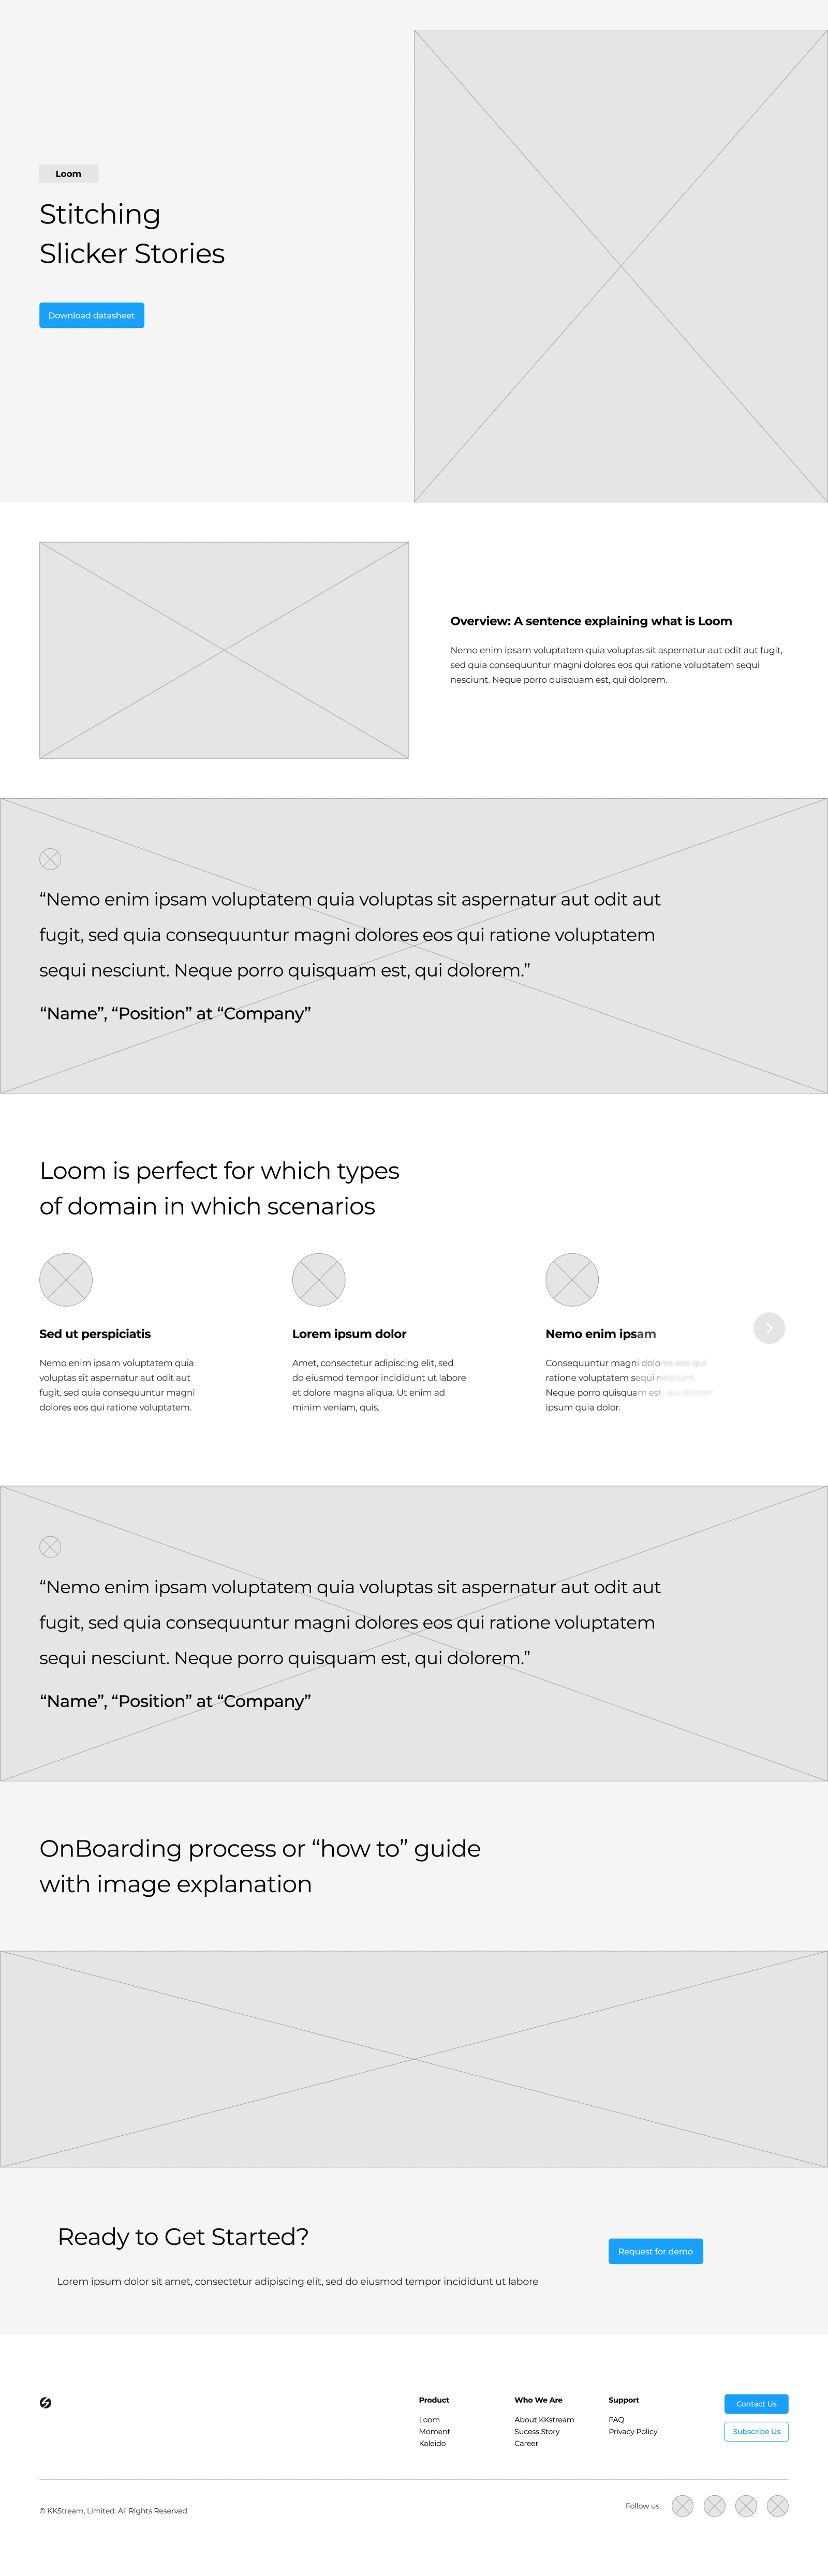 Loom
Stitching
Slicker Stories
Download datasheet
Overview: A sentence explaining what is Loom
Nemo enim ipsam voluptatem quia voluptas sit aspernatur aut odit aut fugit,
sed quia consequuntur magni dolores eos qui ratione voluptatem sequi
nesciunt. Neque porro quisquam est, qui dolorem.
“Nemo enim ipsam voluptatem quia voluptas sit aspernatur aut odit aut
fugit, sed quia consequuntur magni dolores eos qui ratione voluptatem
sequi nesciunt. Neque porro quisquam est, qui dolorem.”
“Name”, “Position” at “Company”
Loom is perfect for which types
of domain in which scenarios
Sed ut perspiciatis
Nemo enim ipsam voluptatem quia
voluptas sit aspernatur aut odit aut
fugit, sed quia consequuntur magni
dolores eos qui ratione voluptatem.
Lorem ipsum dolor
Amet, consectetur adipiscing elit, sed
do eiusmod tempor incididunt ut labore
et dolore magna aliqua. Ut enim ad
minim veniam, quis.
Nemo enim ipsam
Consequuntur magni dolores eos qui
ratione voluptatem sequi nesciunt.
Neque porro quisquam est, qui dolorem
ipsum quia dolor.
“Nemo enim ipsam voluptatem quia voluptas sit aspernatur aut odit aut
fugit, sed quia consequuntur magni dolores eos qui ratione voluptatem
sequi nesciunt. Neque porro quisquam est, qui dolorem.”
“Name”, “Position” at “Company”
OnBoarding process or “how to” guide
with image explanation
Ready to Get Started?
Lorem ipsum dolor sit amet, consectetur adipiscing elit, sed do eiusmod tempor incididunt ut labore
Request for demo
Product
Loom
Moment
Kaleido
Who We Are
About KKstream
Sucess Story
Career
Support
FAQ
Privacy Policy
Contact Us
Subscribe Us
© KKStream, Limited. All Rights Reserved
Follow us: